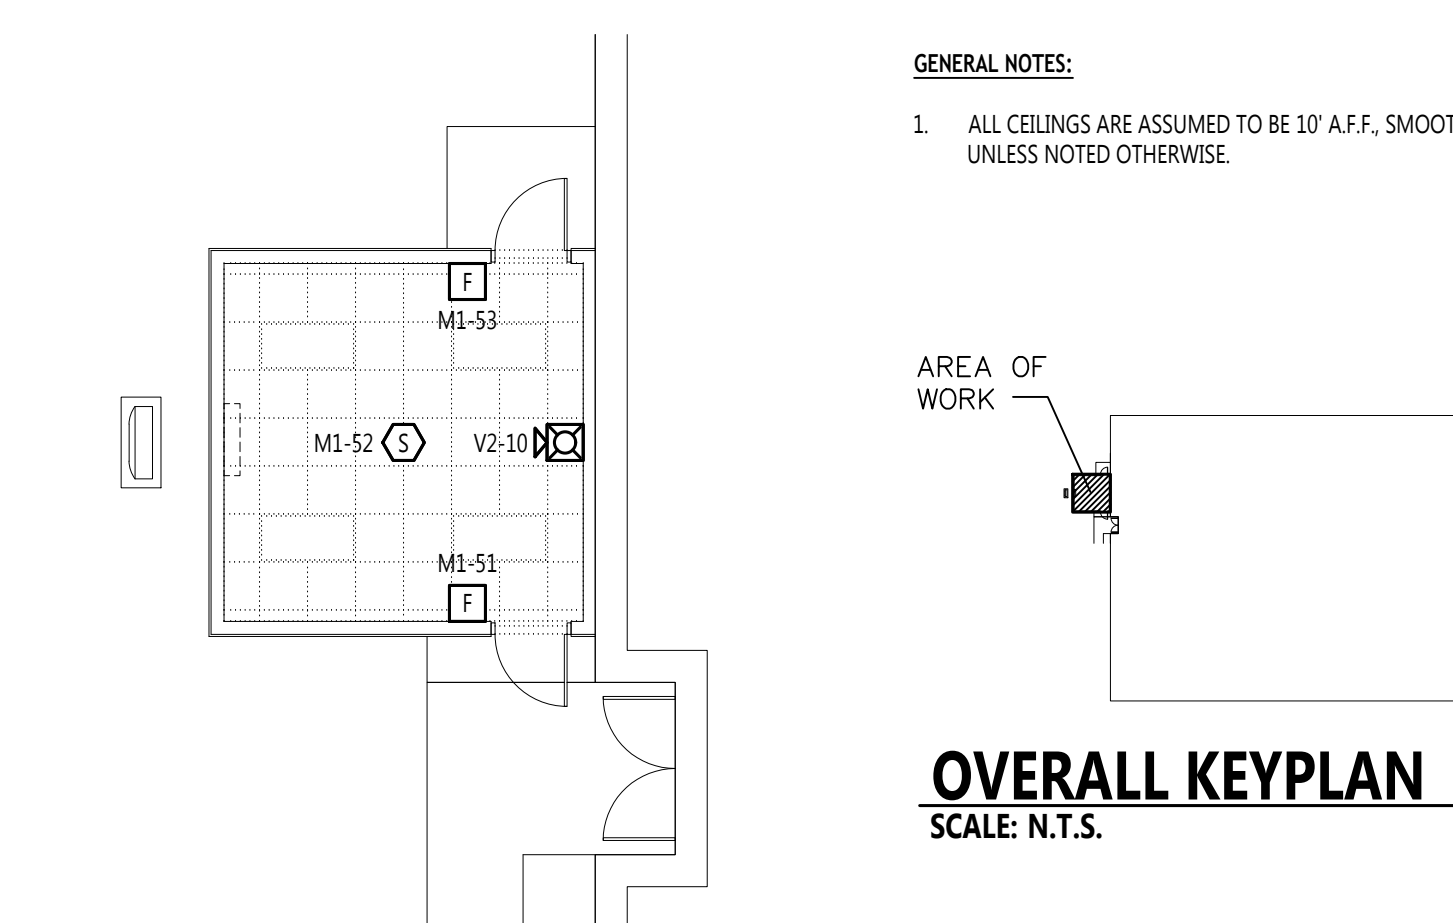 GENERAL NOTES:
1. ALL CEILINGS ARE ASSUMED TO BE 10' A.F.F., SMOOT
UNLESS NOTED OTHERWISE.
F
M1-53
M1-52 S V2-10
M1-51
F
AREA OF
WORK
OVERALL KEYPLAN
SCALE: N.T.S.